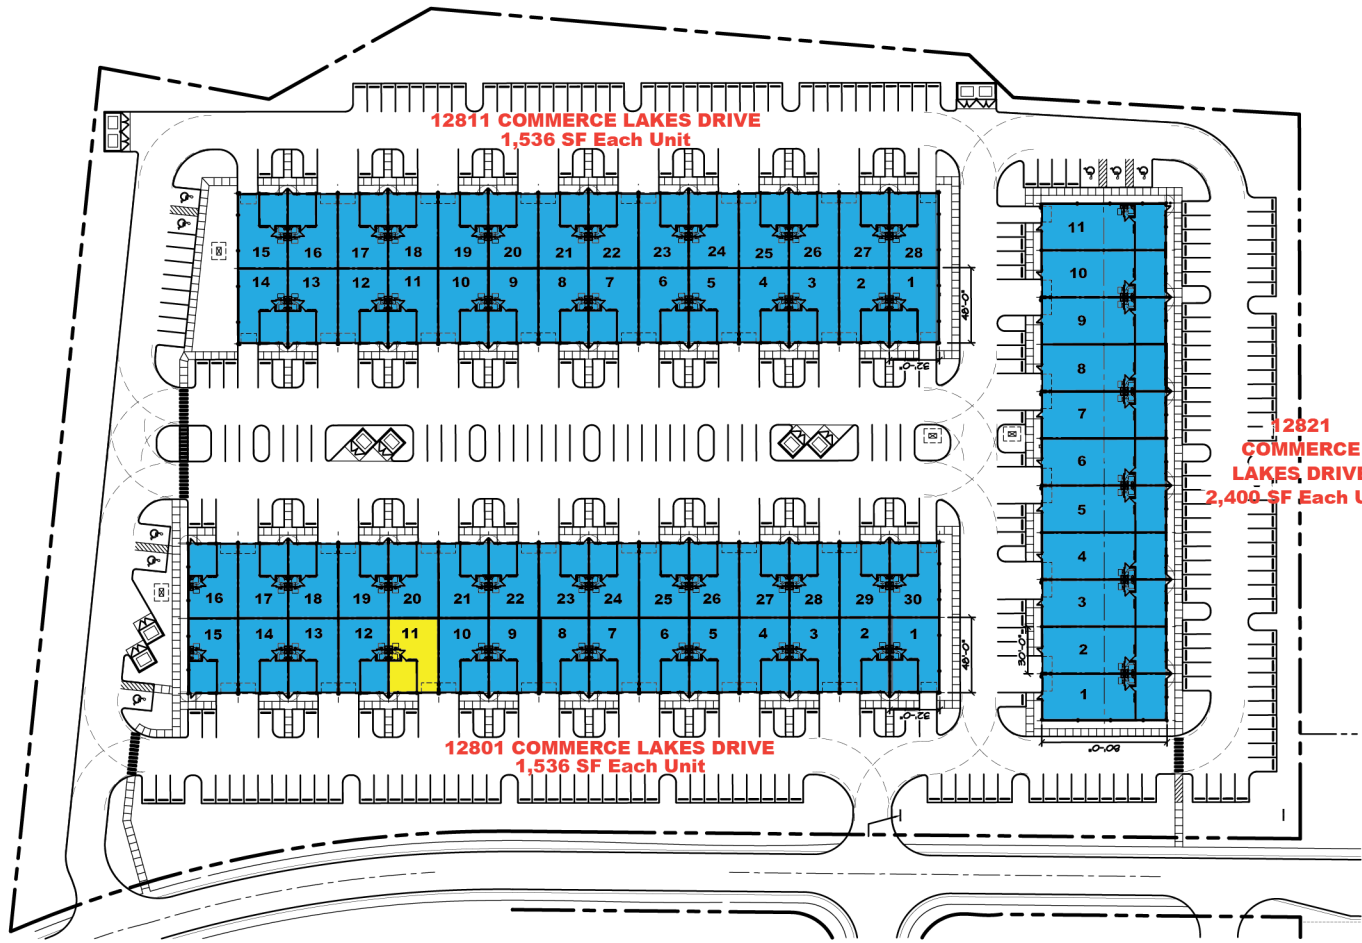 12811 COMMERCE LAKES DRIVE
1,536 SF Each Unit
15 16 17 18 19 20 21 22 23 24 25 26 27 28
14 13 12 11 10 9 8 7 6 5 4 3 2 1
48'-0"
32'-0"
11
10
9
8
7
6
5
4
3
2
1
30'-0"
80'-0"
12821
COMMERCE
LAKES DRIVE
2,400 SF Each U
16 17 18 19 20 21 22 23 24 25 26 27 28 29 30
15 14 13 12 11 10 9 8 7 6 5 4 3 2 1
48'-0"
32'-0"
12801 COMMERCE LAKES DRIVE
1,536 SF Each Unit